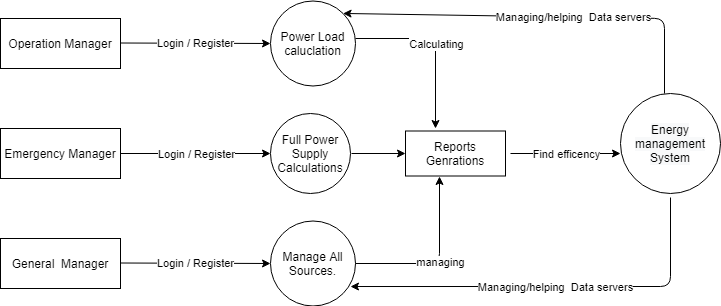 Managing/helping  Data servers
Operation Manager
Login / Register
Power Load
caluclation
Calculating
Emergency Manager
Login / Register
Full Power
Supply
Calculations
Reports
Genrations
Find efficency
Energy
management
System
General  Manager
Login / Register
Manage All
Sources.
managing
Managing/helping  Data servers